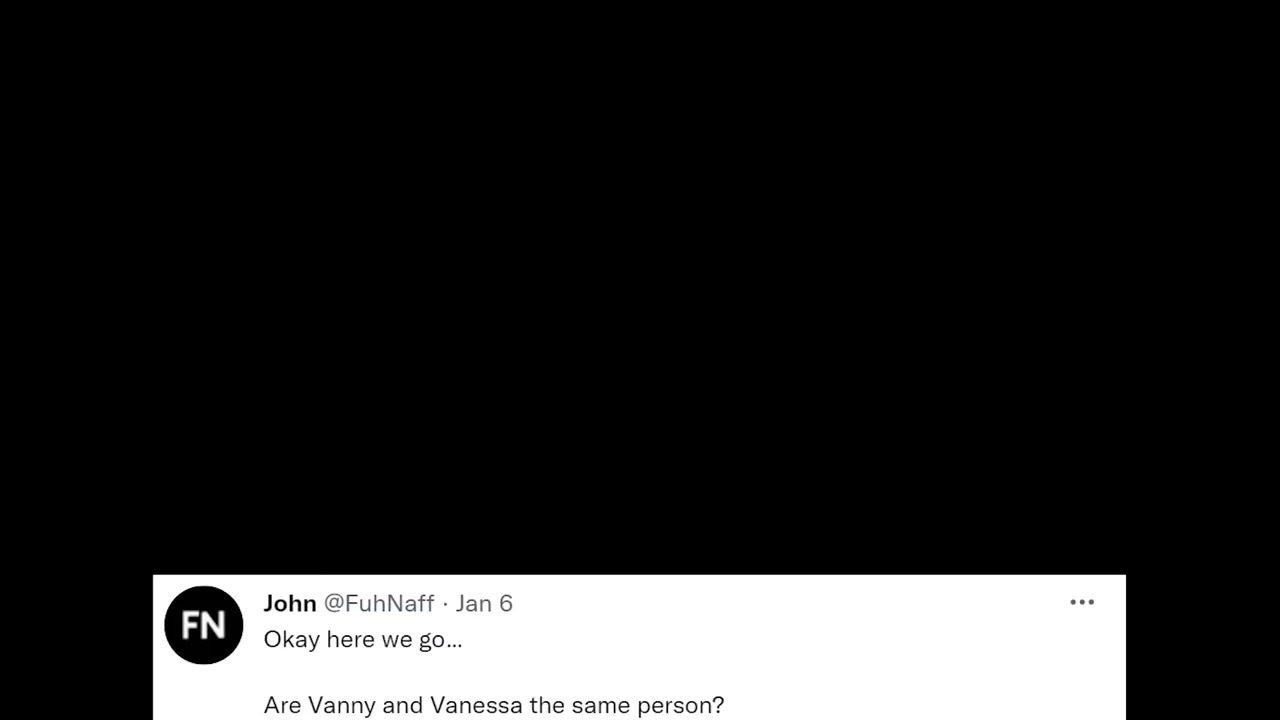 FN
John @FuhNaff · Jan 6
Okay here we go...
Are Vanny and Vanessa the same person?